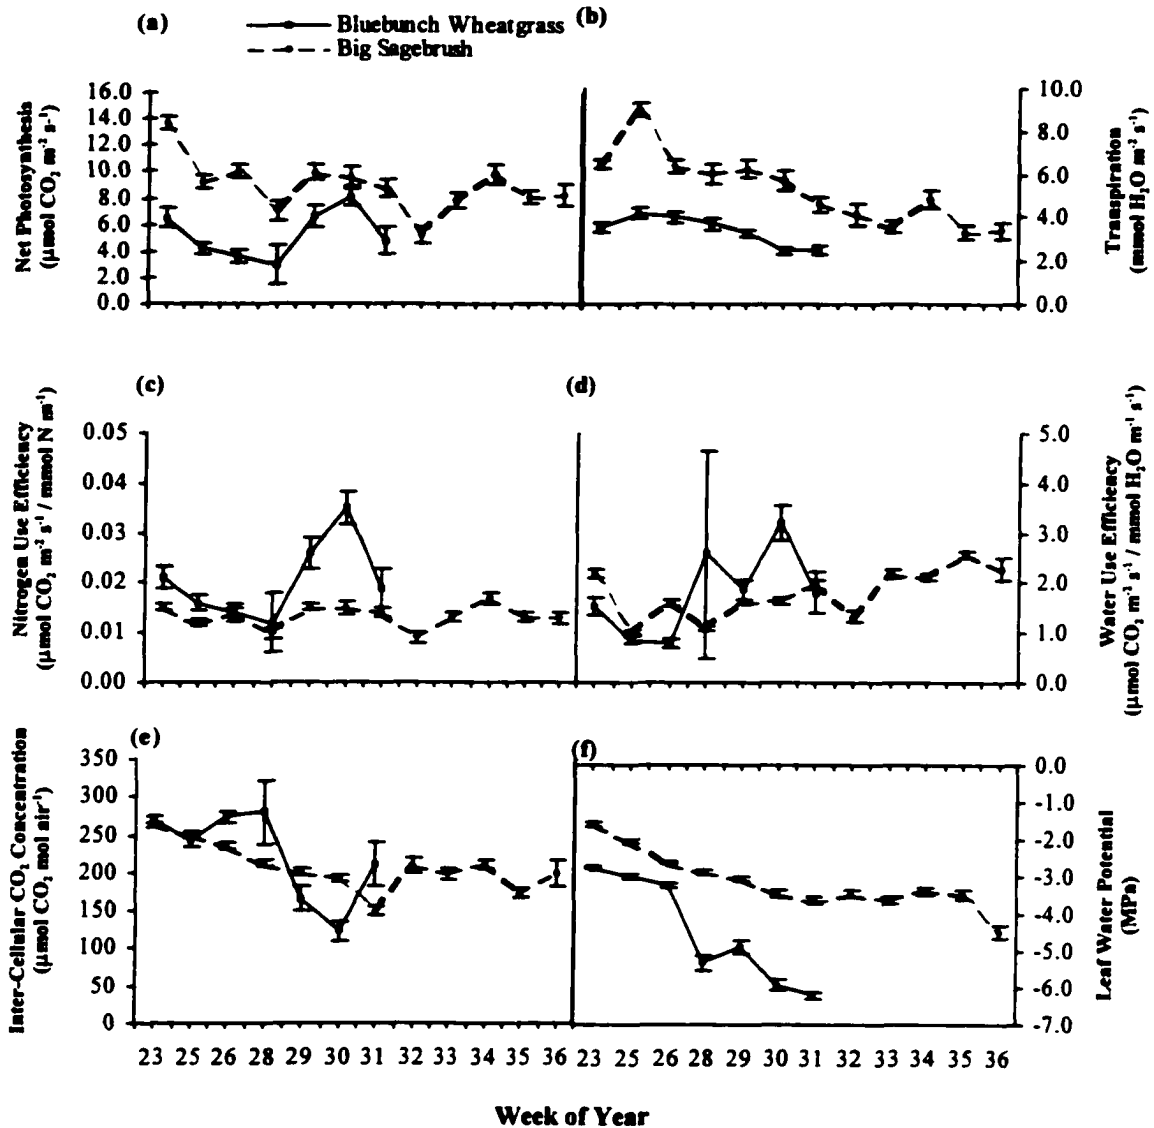 (a)
Bluebunch Wheatgrass
Big Sagebrush
(b)
Net Photosynthesis
(μmol CO₂ m⁻² s⁻¹)
16.0
14.0
12.0
10.0
8.0
6.0
4.0
2.0
0.0
10.0
8.0
6.0
4.0
2.0
0.0
Transpiration
(mmol H₂O m⁻² s⁻¹)
(c)
(d)
Nitrogen Use Efficiency
(μmol CO₂ m⁻² s⁻¹ / mmol N m⁻¹)
0.05
0.04
0.03
0.02
0.01
0.00
5.0
4.0
3.0
2.0
1.0
0.0
Water Use Efficiency
(μmol CO₂ m⁻¹ s⁻¹ / mmol H₂O m⁻¹ s⁻¹)
(e)
(f)
Inter-Cellular CO₂ Concentration
(μmol CO₂ mol air⁻¹)
350
300
250
200
150
100
50
0
0.0
-1.0
-2.0
-3.0
-4.0
-5.0
-6.0
-7.0
Leaf Water Potential
(MPa)
23 25 26 28 29 30 31 32 33 34 35 36 23 25 26 28 29 30 31 32 33 34 35 36
Week of Year